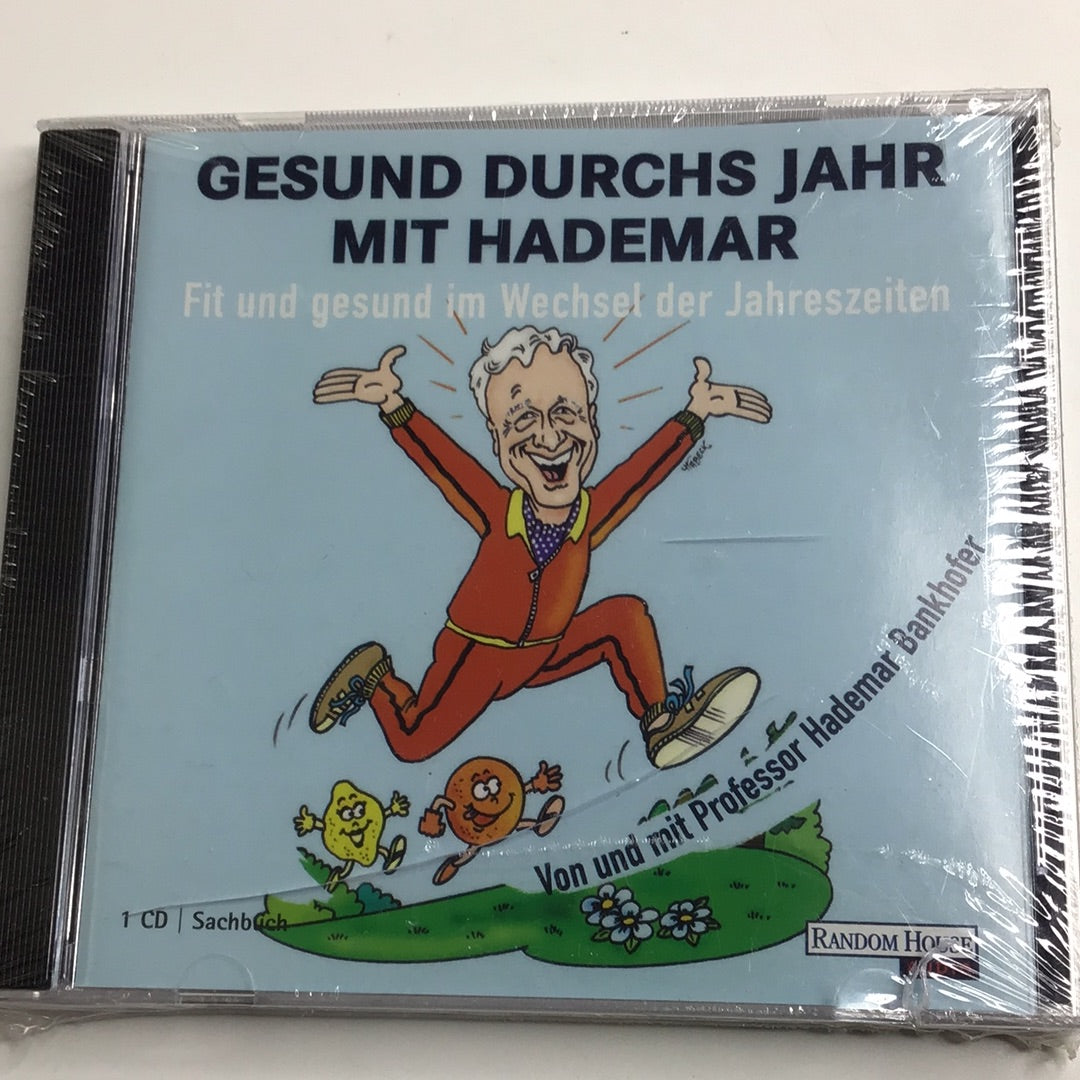 GESUND DURCHS JAHR
MIT HADEMAR
Fit und gesund im Wechsel der Jahreszeiten
Von und mit Professor Hademar Bankhofer
1 CD | Sachbuch
RANDOM HOUSE